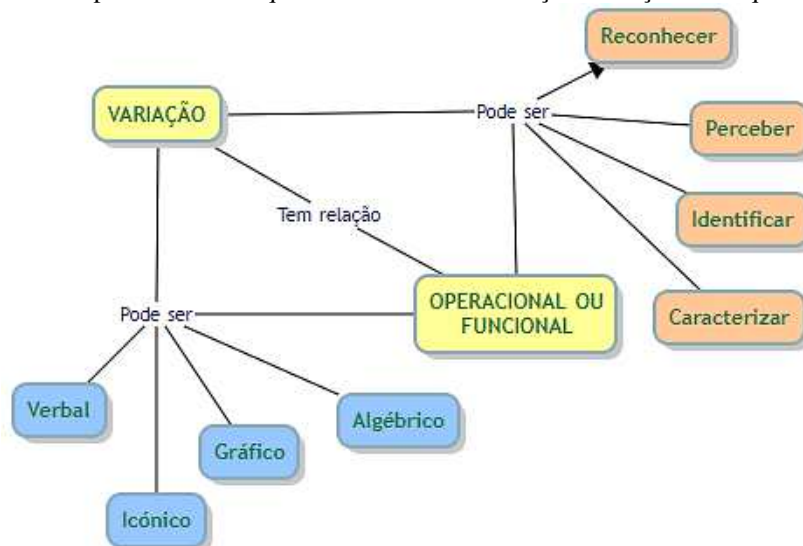 Reconhecer
VARIAÇÃO
Pode ser
Perceber
Tem relação
Identificar
OPERACIONAL OU
FUNCIONAL
Caracterizar
Pode ser
Verbal
Algébrico
Gráfico
Icónico